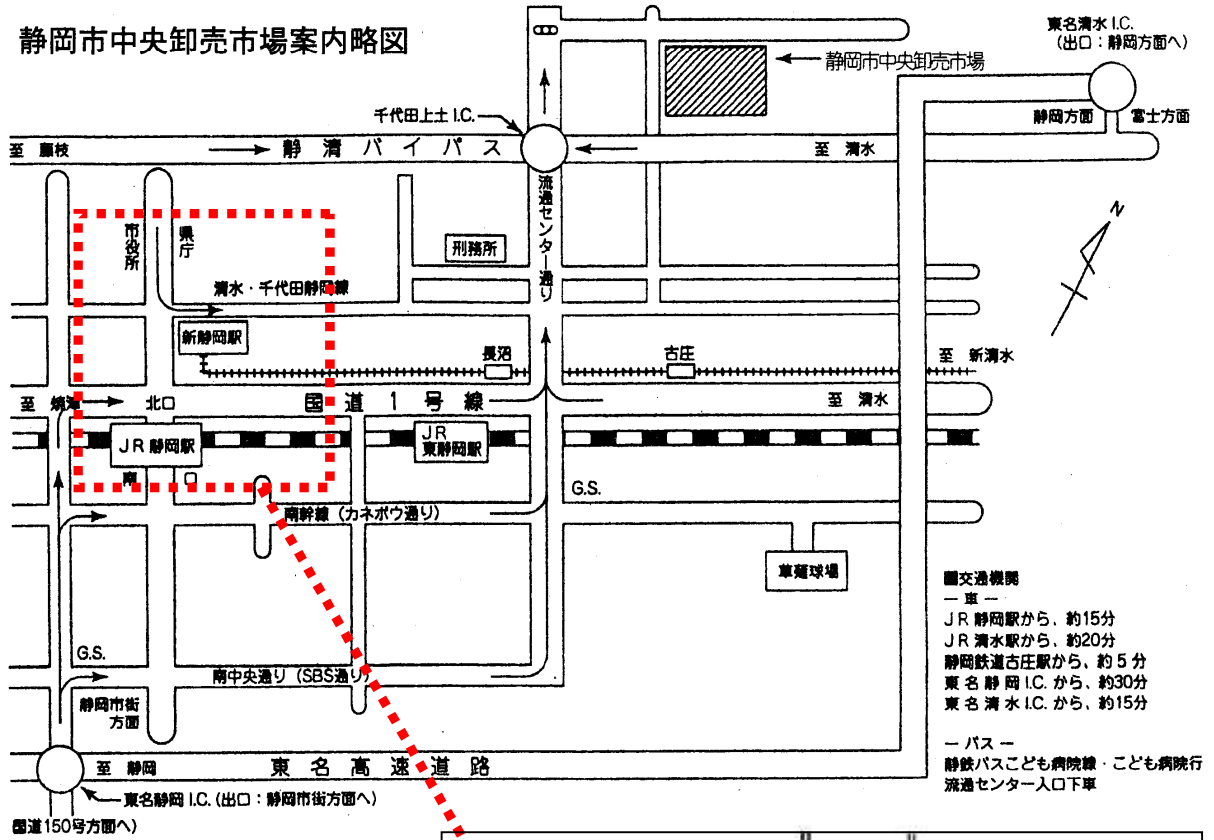 静岡市中央卸売市場案内略図
東名清水 I.C.
(出口：静岡方面へ)
静岡市中央卸売市場
千代田上土 I.C.
静岡方面
富士方面
至 藤枝
静清バイパス
至 清水
流通センター通り
N
市役所
県庁
刑務所
清水・千代田静岡線
新静岡駅
長沼
古庄
至 新清水
至 焼津
北口
国道1号線
至 清水
JR 静岡駅
JR
東静岡駅
南 口
G.S.
南幹線 (カネボウ通り)
草薙球場
G.S.
南中央通り (SBS通り)
静岡市街
方面
至 静岡
東名高速道路
東名静岡 I.C. (出口：静岡市街方面へ)
国道150号方面へ)
■交通機関
― 車 ―
JR 静岡駅から、約15分
JR 清水駅から、約20分
静岡鉄道古庄駅から、約5分
東名静岡 I.C. から、約30分
東名清水 I.C. から、約15分
― バス ―
静鉄バスこども病院線・こども病院行
流通センター入口下車